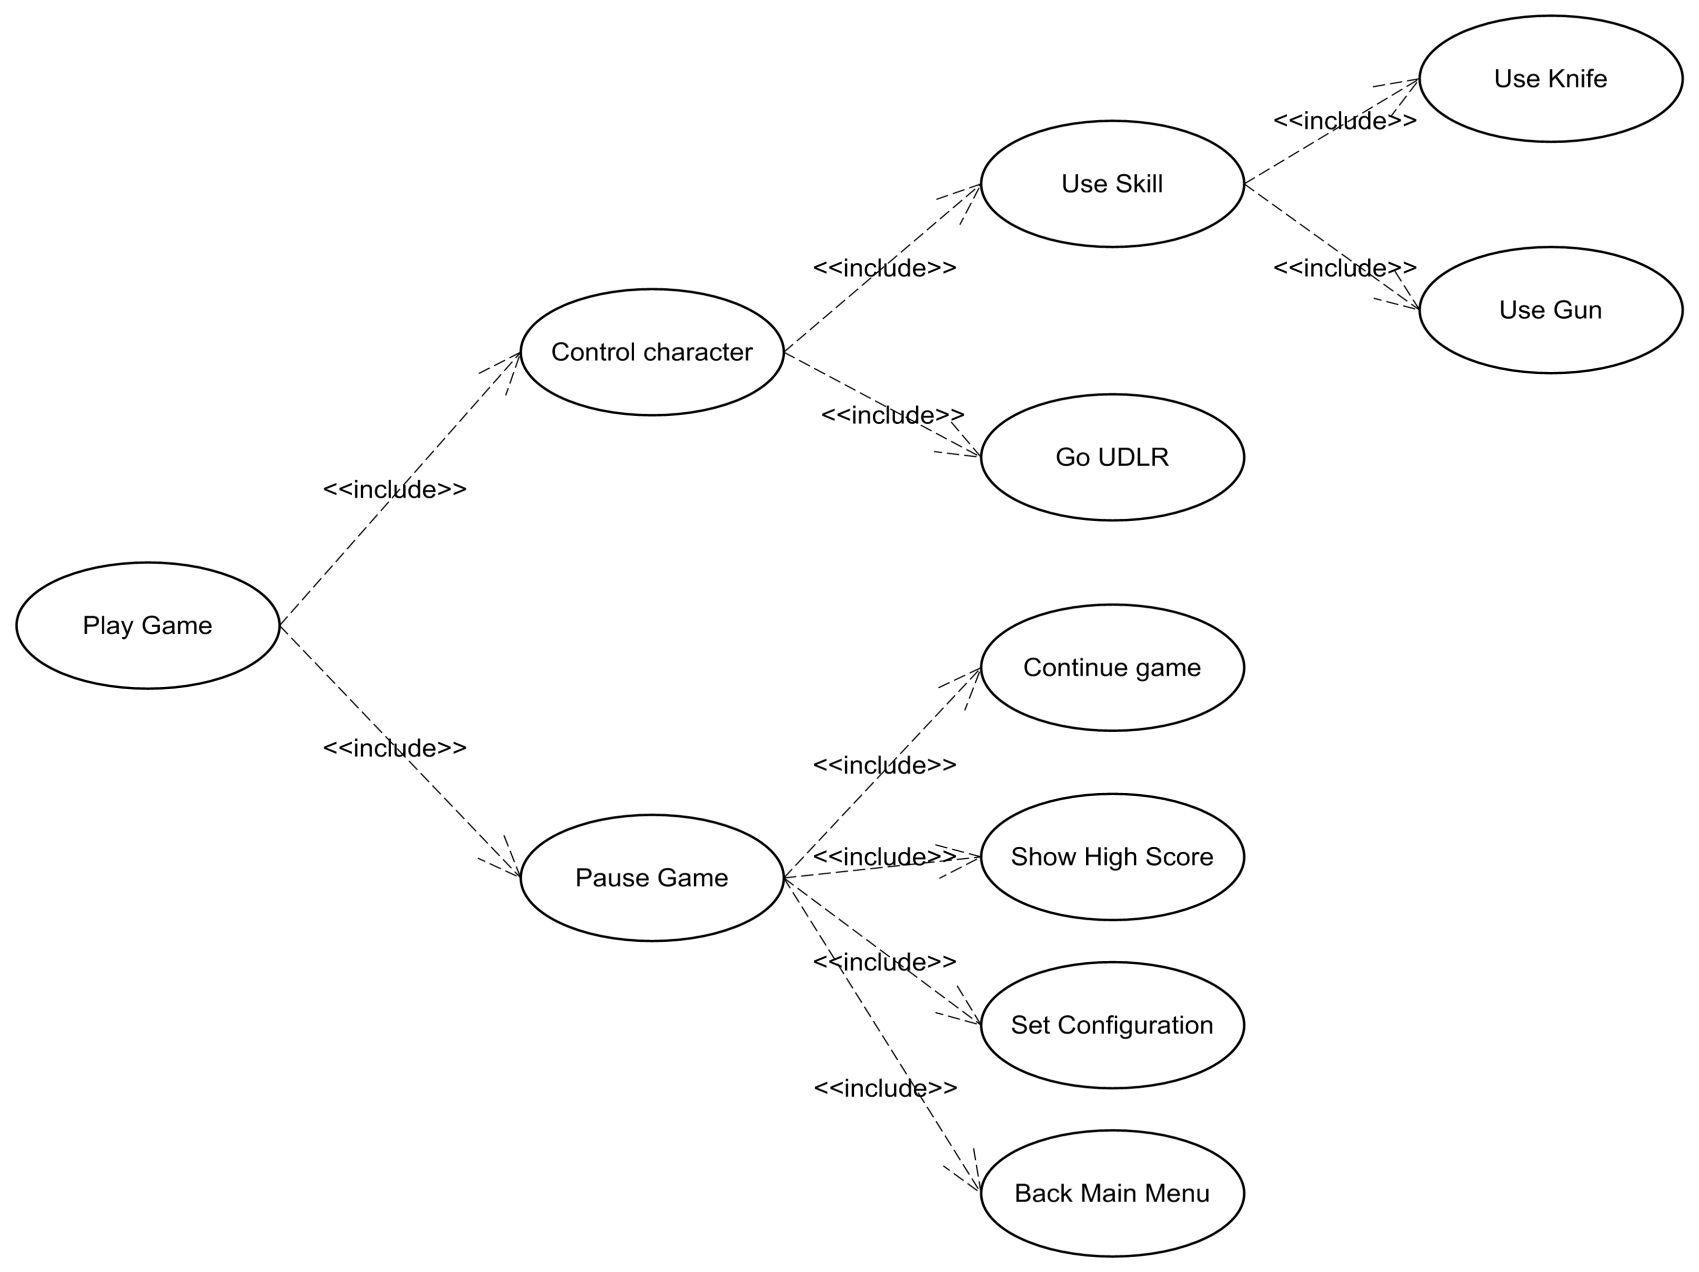 Use Knife
<<include>>
Use Skill
<<include>>
<<include>>
Use Gun
Control character
<<include>>
Go UDLR
<<include>>
Play Game
Continue game
<<include>>
<<include>>
<<include>>
Show High Score
Pause Game
<<include>>
Set Configuration
<<include>>
Back Main Menu